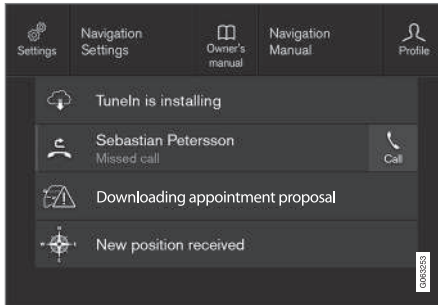 Settings
Navigation
Settings
Owner's
manual
Navigation
Manual
Profile
TuneIn is installing
Sebastian Petersson
Missed call
Call
Downloading appointment proposal
New position received
G063253